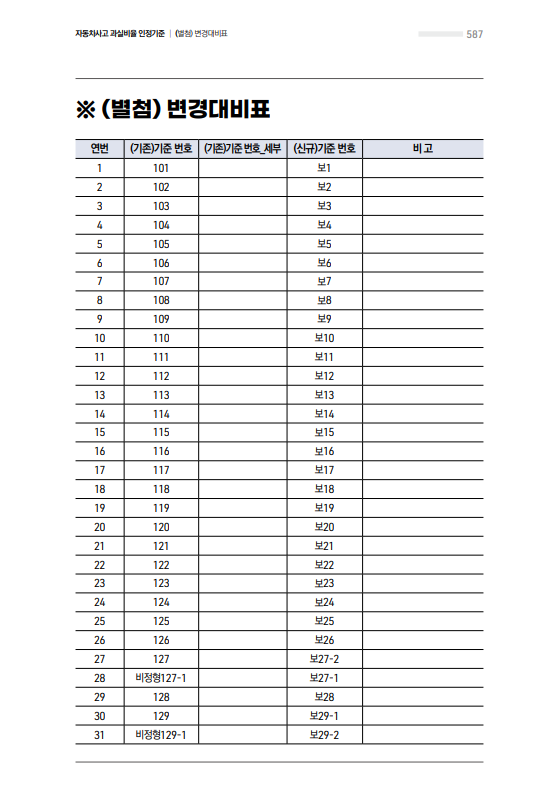 자동차사고 과실비율 인정기준 | (별첨) 변경대비표 587
※ (별첨) 변경대비표
연번 (기존)기준 번호 (기존)기준 번호_세부 (신규)기준 번호 비 고
1 101 보1
2 102 보2
3 103 보3
4 104 보4
5 105 보5
6 106 보6
7 107 보7
8 108 보8
9 109 보9
10 110 보10
11 111 보11
12 112 보12
13 113 보13
14 114 보14
15 115 보15
16 116 보16
17 117 보17
18 118 보18
19 119 보19
20 120 보20
21 121 보21
22 122 보22
23 123 보23
24 124 보24
25 125 보25
26 126 보26
27 127 보27-2
28 비정형127-1 보27-1
29 128 보28
30 129 보29-1
31 비정형129-1 보29-2